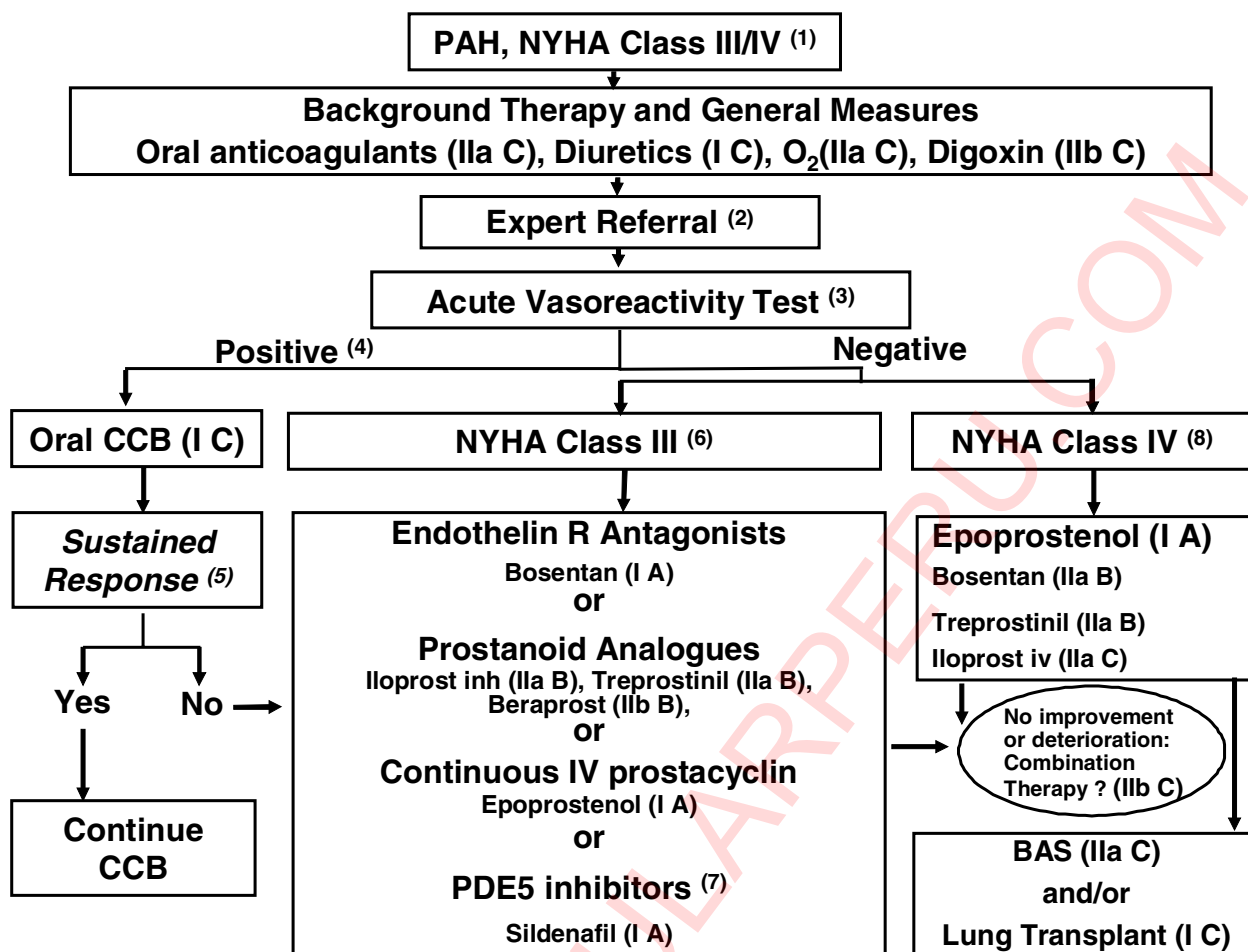 PAH, NYHA Class III/IV (1)
Background Therapy and General Measures
Oral anticoagulants (IIa C), Diuretics (I C), O₂(IIa C), Digoxin (IIb C)
Expert Referral (2)
Acute Vasoreactivity Test (3)
Positive (4)
Negative
Oral CCB (I C)
NYHA Class III (6)
NYHA Class IV (8)
Sustained
Response (5)
Yes
No
Continue
CCB
Endothelin R Antagonists
Bosentan (I A)
or
Prostanoid Analogues
Iloprost inh (IIa B), Treprostinil (IIa B),
Beraprost (IIb B),
or
Continuous IV prostacyclin
Epoprostenol (I A)
or
PDE5 inhibitors (7)
Sildenafil (I A)
Epoprostenol (I A)
Bosentan (IIa B)
Treprostinil (IIa B)
Iloprost iv (IIa C)
No improvement
or deterioration:
Combination
Therapy ? (IIb C)
BAS (IIa C)
and/or
Lung Transplant (I C)
ULARPERU COM